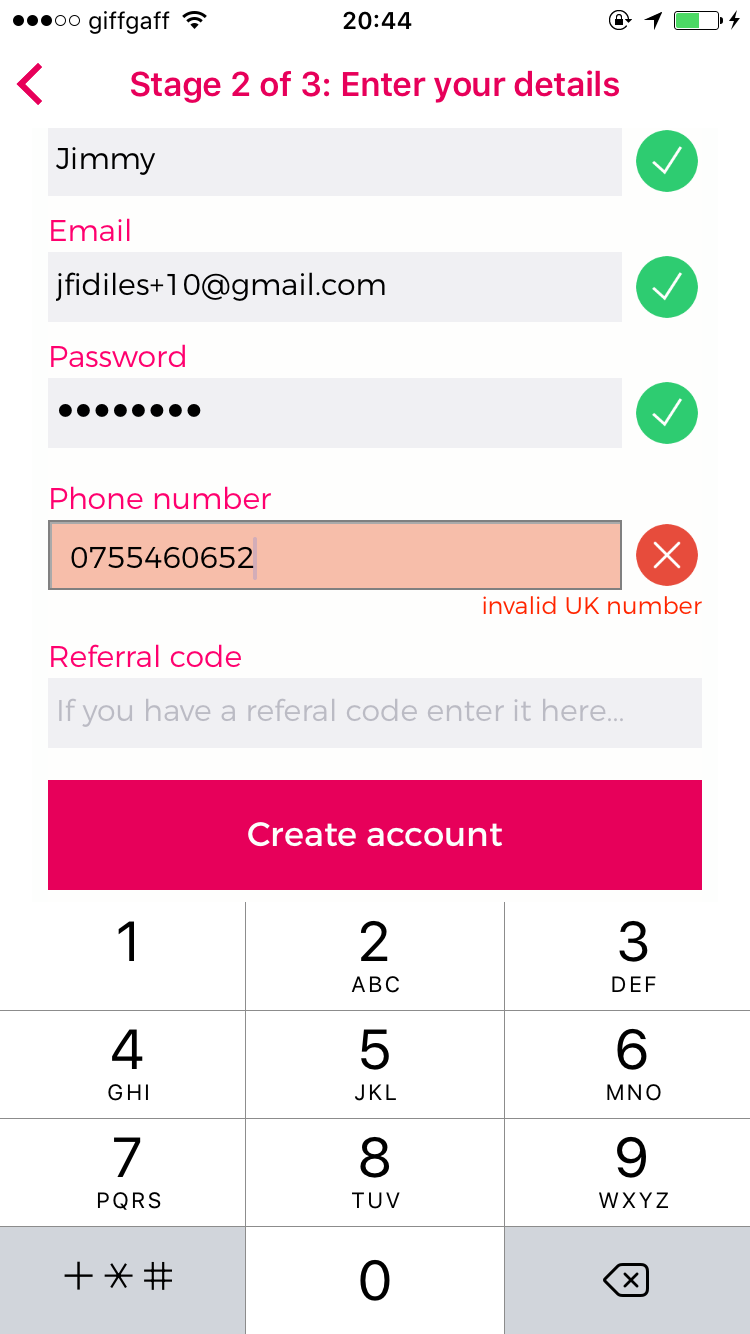 giffgaff 20:44
Stage 2 of 3: Enter your details
Jimmy
Email
jfidiles+10@gmail.com
Password
••••••••
Phone number
0755460652
invalid UK number
Referral code
If you have a referal code enter it here...
Create account
1 2 3
ABC DEF
4 5 6
GHI JKL MNO
7 8 9
PQRS TUV WXYZ
+*# 0